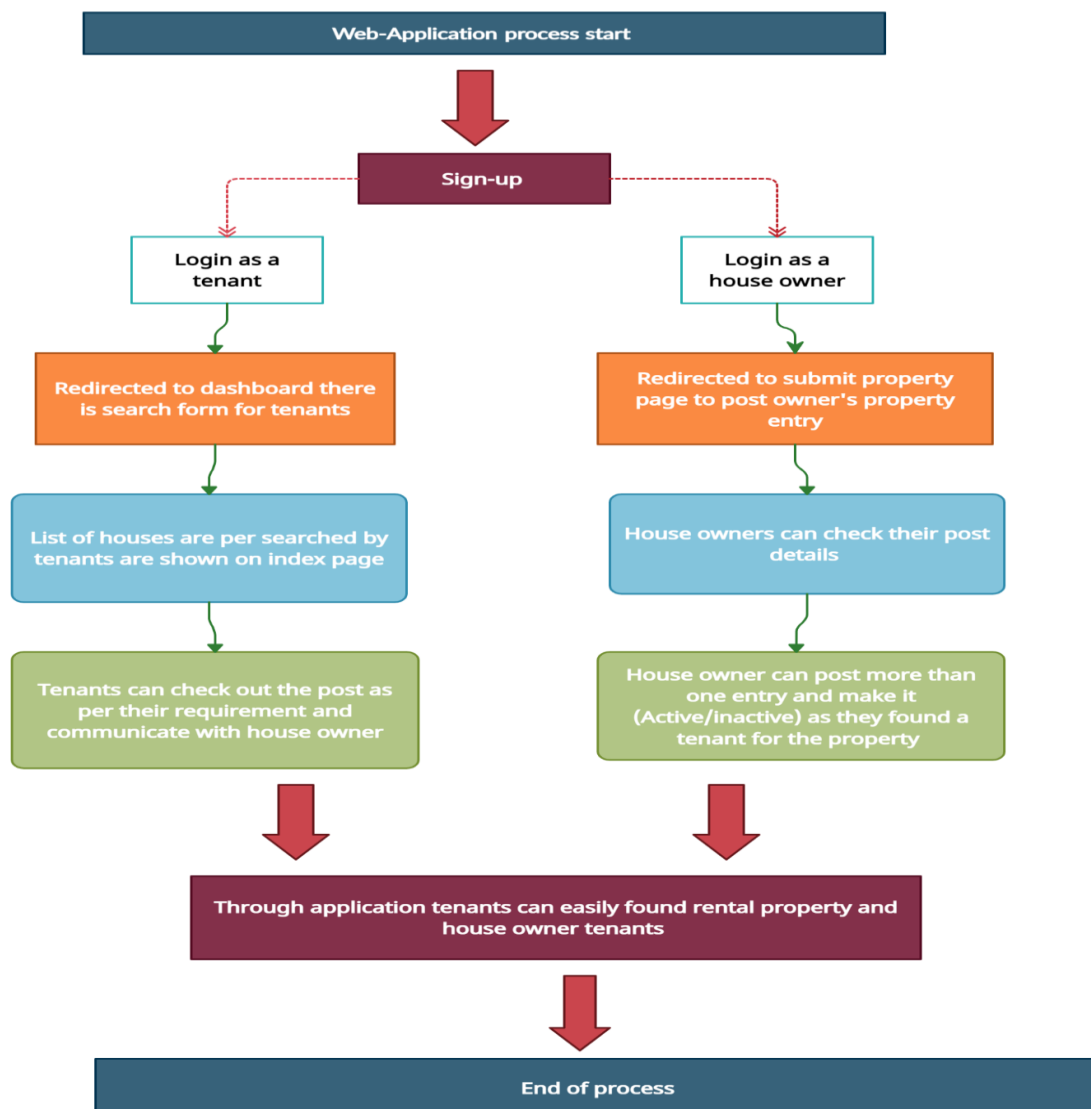 Web-Application process start
Sign-up
Login as a
tenant
Login as a
house owner
Redirected to dashboard there
is search form for tenants
Redirected to submit property
page to post owner's property
entry
List of houses are per searched by
tenants are shown on index page
House owners can check their post
details
Tenants can check out the post as
per their requirement and
communicate with house owner
House owner can post more than
one entry and make it
(Active/inactive) as they found a
tenant for the property
Through application tenants can easily found rental property and
house owner tenants
End of process